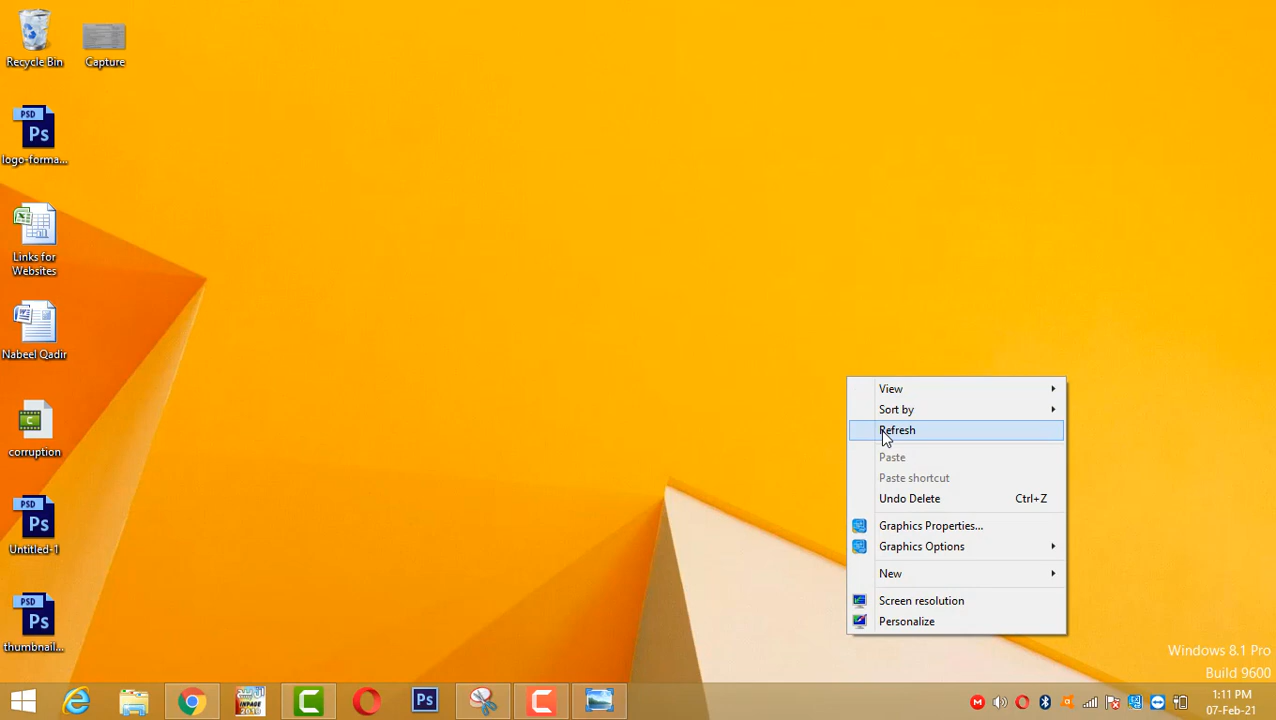 Recycle Bin
Capture
PSD
Ps
logo-forma...
Links for
Websites
Nabeel Qadir
C
corruption
PSD
Ps
Untitled-1
PSD
Ps
thumbnail...
View
Sort by
Refresh
Paste
Paste shortcut
Undo Delete Ctrl+Z
Graphics Properties...
Graphics Options
New
Screen resolution
Personalize
Windows 8.1 Pro
Build 9600
INPAGE
Ps
1:11 PM
07-Feb-21